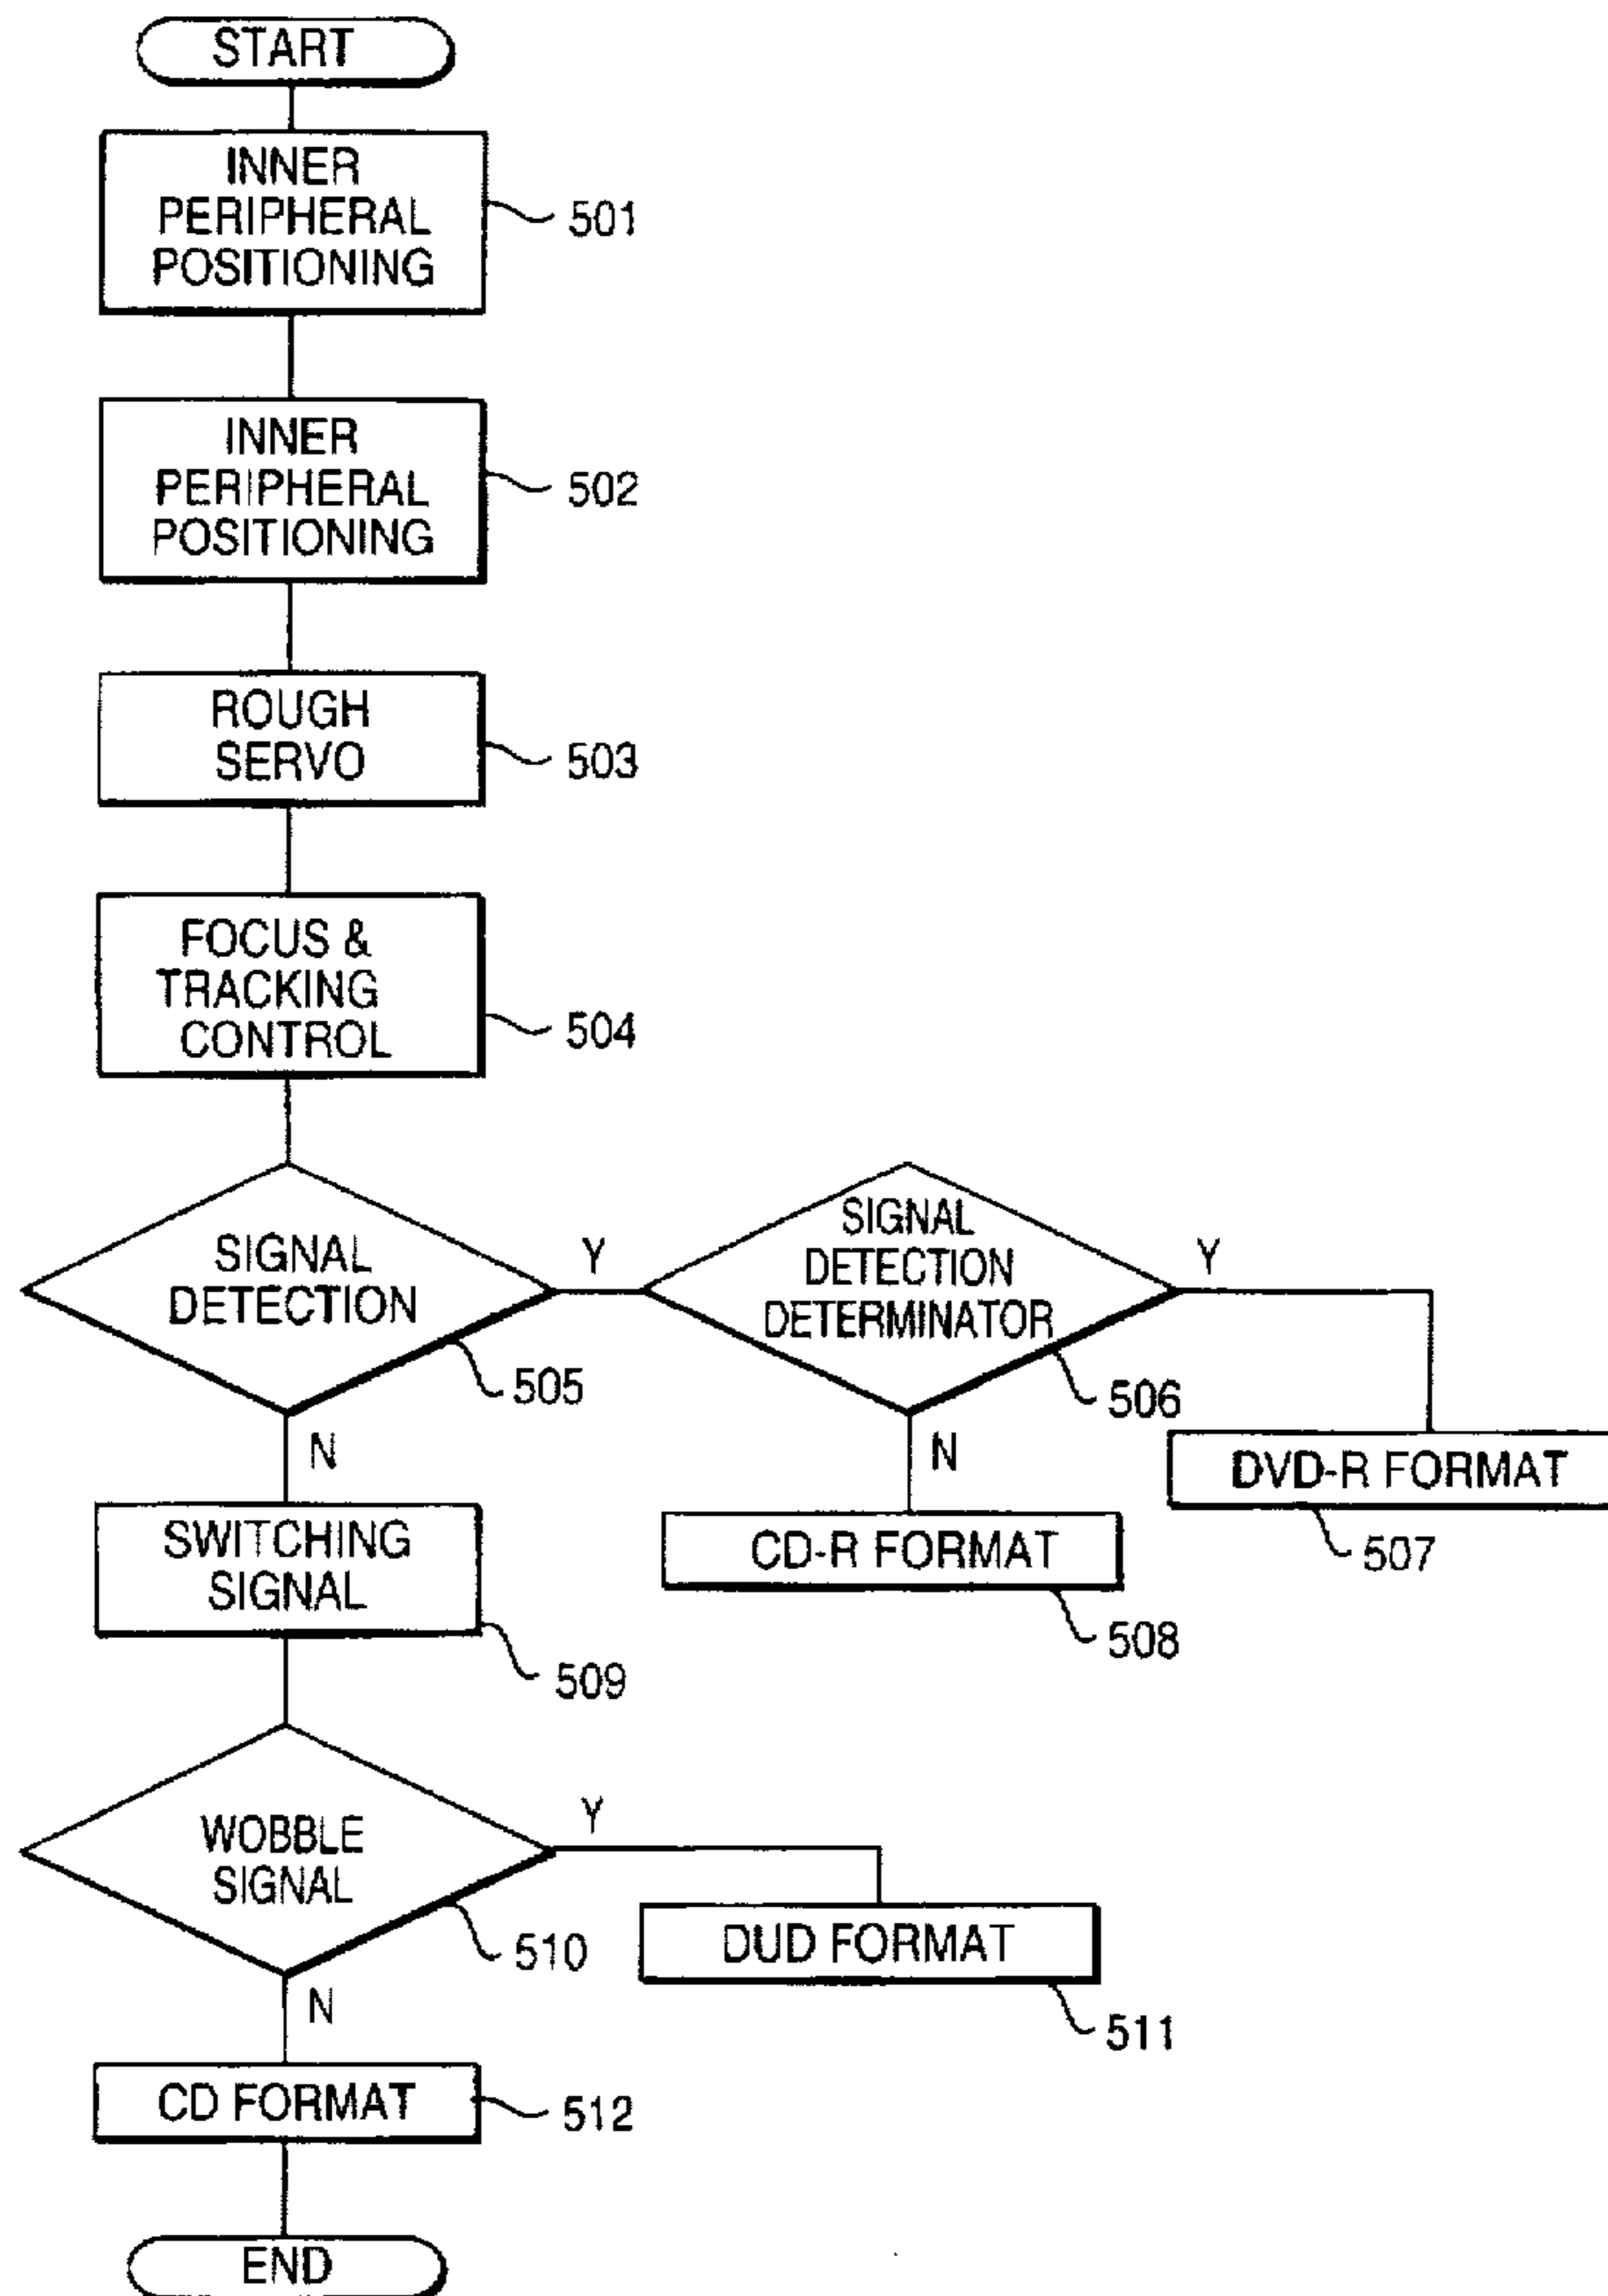 START
INNER
PERIPHERAL
POSITIONING
501
INNER
PERIPHERAL
POSITIONING
502
ROUGH
SERVO
503
FOCUS &
TRACKING
CONTROL
504
SIGNAL
DETECTION
505
Y
SIGNAL
DETECTION
DETERMINATOR
506
Y
DVD-R FORMAT
507
N
CD-R FORMAT
508
N
SWITCHING
SIGNAL
509
WOBBLE
SIGNAL
510
Y
DUD FORMAT
511
N
CD FORMAT
512
END